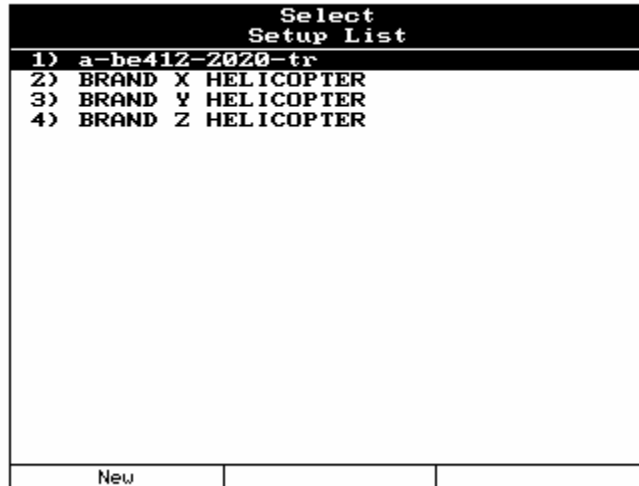 Select
Setup List
1) a-be412-2020-tr
2) BRAND X HELICOPTER
3) BRAND Y HELICOPTER
4) BRAND Z HELICOPTER
New